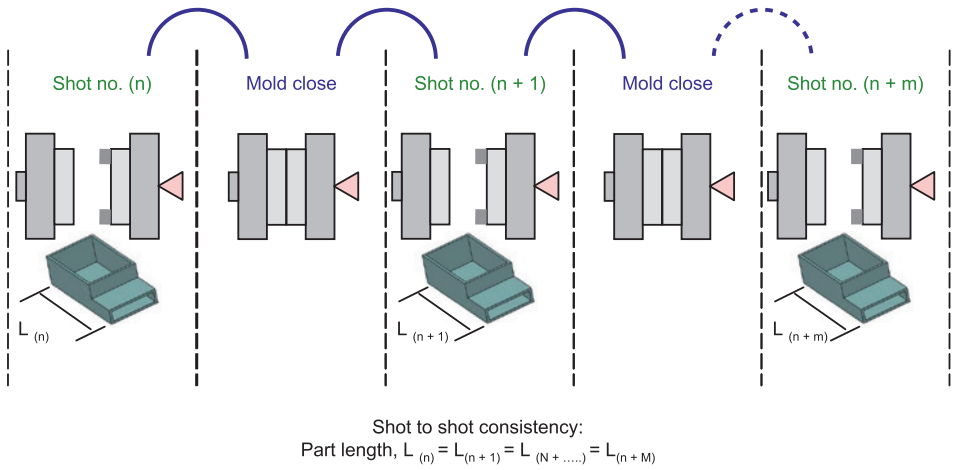 Shot no. (n) Mold close Shot no. (n + 1) Mold close Shot no. (n + m)
L (n) L (n + 1) L (n + m)
Shot to shot consistency:
Part length, L (n) = L(n + 1) = L (N + .....) = L(n + M)